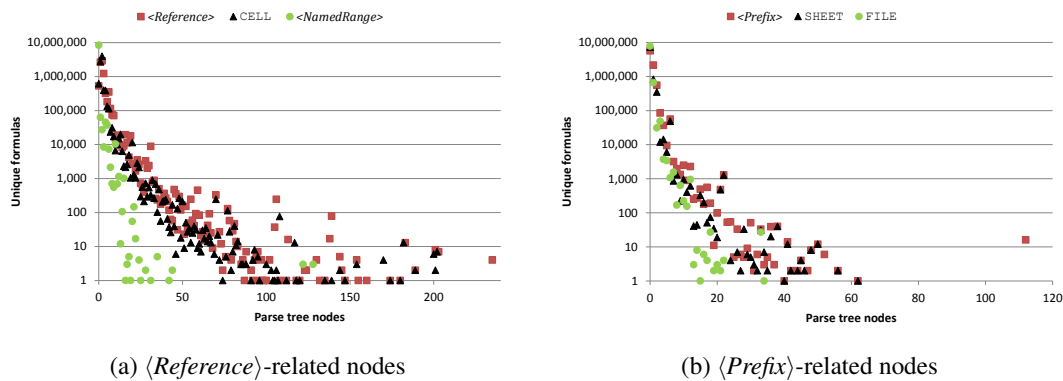 <Reference> CELL <NamedRange>
10,000,000
1,000,000
100,000
10,000
1,000
100
10
1
Unique formulas
0 50 100 150 200
Parse tree nodes
(a) ⟨Reference⟩-related nodes
<Prefix> SHEET FILE
10,000,000
1,000,000
100,000
10,000
1,000
100
10
1
Unique formulas
0 20 40 60 80 100 120
Parse tree nodes
(b) ⟨Prefix⟩-related nodes